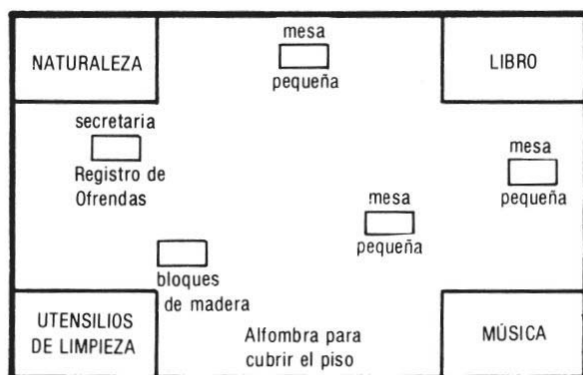 mesa
NATURALEZA
LIBRO
pequeña
secretaria
Registro de
Ofrendas
mesa
pequeña
mesa
pequeña
bloques
de madera
UTENSILIOS
DE LIMPIEZA
Alfombra para
cubrir el piso
MÚSICA